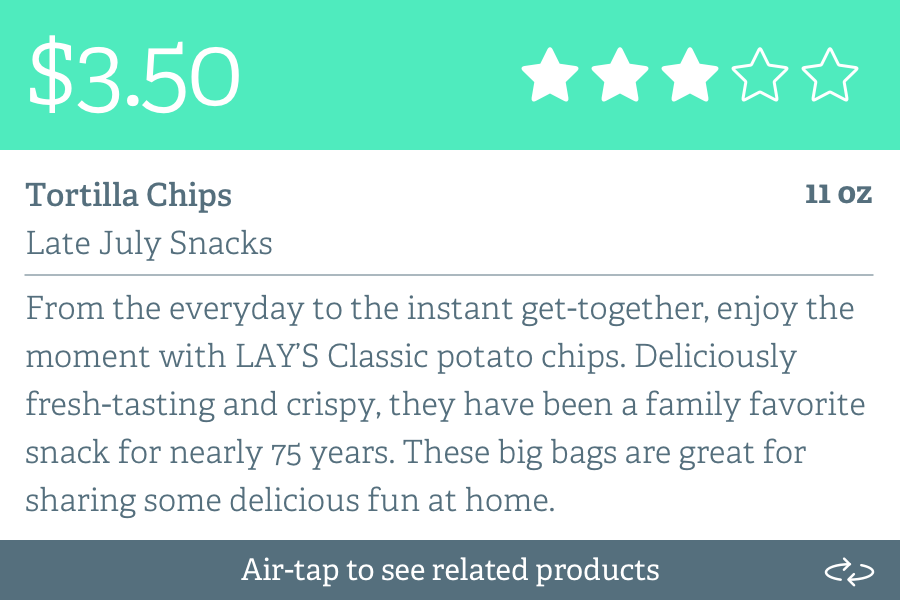 $3.50
Tortilla Chips
11 oz
Late July Snacks
From the everyday to the instant get-together, enjoy the
moment with LAY’S Classic potato chips. Deliciously
fresh-tasting and crispy, they have been a family favorite
snack for nearly 75 years. These big bags are great for
sharing some delicious fun at home.
Air-tap to see related products